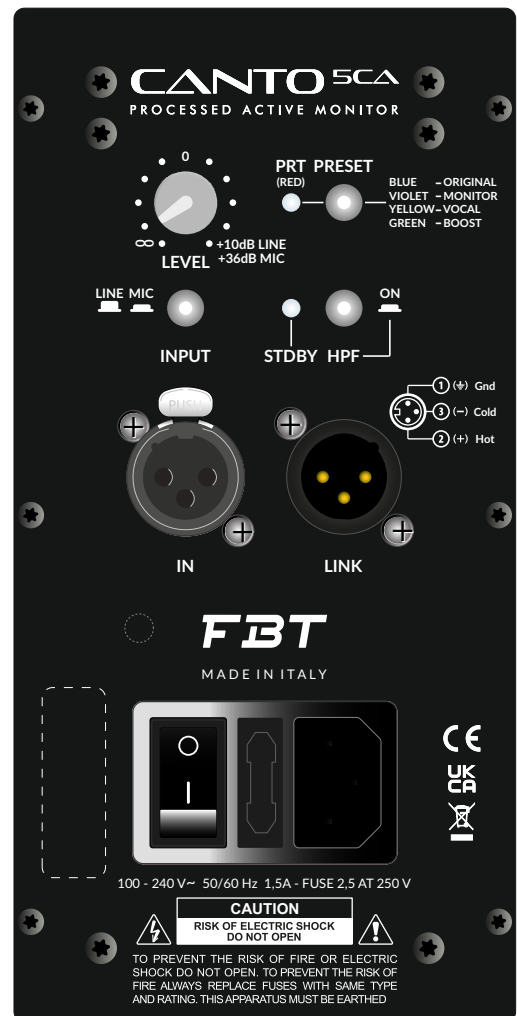 CANTO 5CA
PROCESSED ACTIVE MONITOR
0
∞
+10dB LINE
+36dB MIC
LEVEL
PRT PRESET
(RED)
BLUE – ORIGINAL
VIOLET – MONITOR
YELLOW– VOCAL
GREEN – BOOST
LINE MIC
INPUT
ON
STDBY HPF
PUSH
1 Gnd
3 (–) Cold
2 (+) Hot
IN
LINK
FBT
MADE IN ITALY
CE
UK
CA
100 - 240 V~ 50/60 Hz 1,5A - FUSE 2,5 AT 250 V
CAUTION
RISK OF ELECTRIC SHOCK
DO NOT OPEN
TO PREVENT THE RISK OF FIRE OR ELECTRIC
SHOCK DO NOT OPEN. TO PREVENT THE RISK OF
FIRE ALWAYS REPLACE FUSES WITH SAME TYPE
AND RATING. THIS APPARATUS MUST BE EARTHED